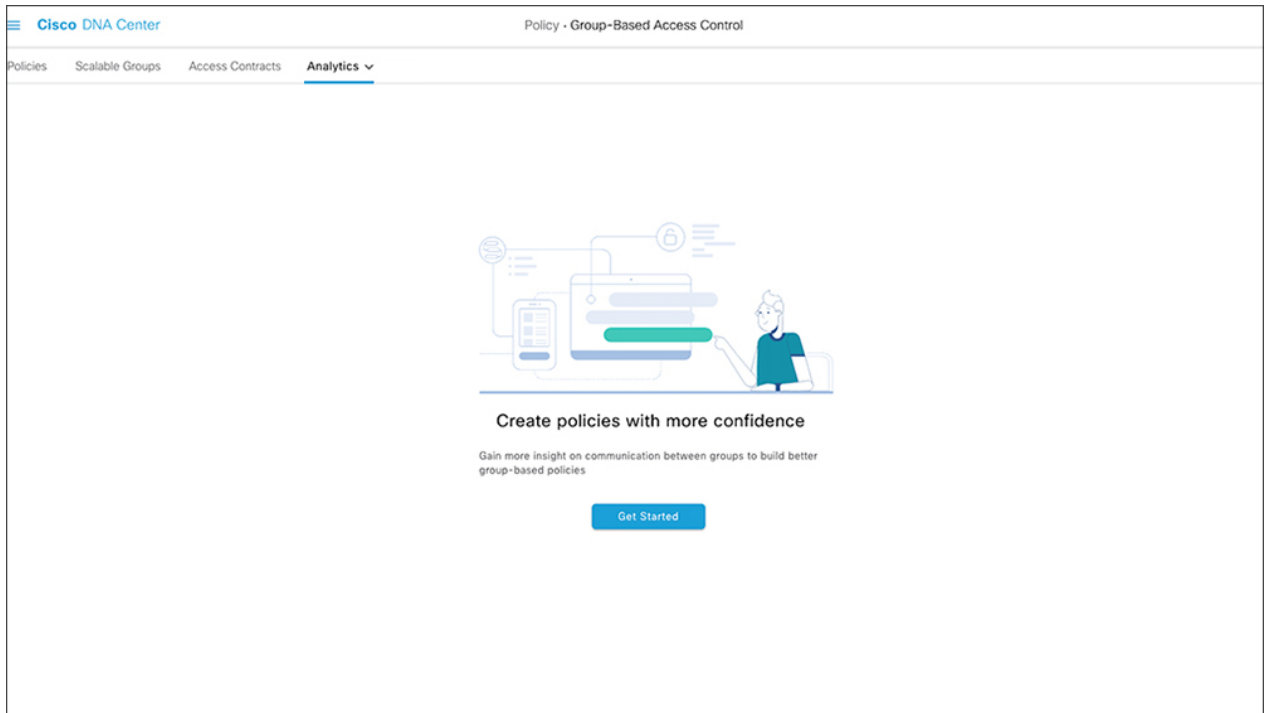 Cisco DNA Center
Policy · Group-Based Access Control
Policies Scalable Groups Access Contracts Analytics
Create policies with more confidence
Gain more insight on communication between groups to build better
group-based policies
Get Started